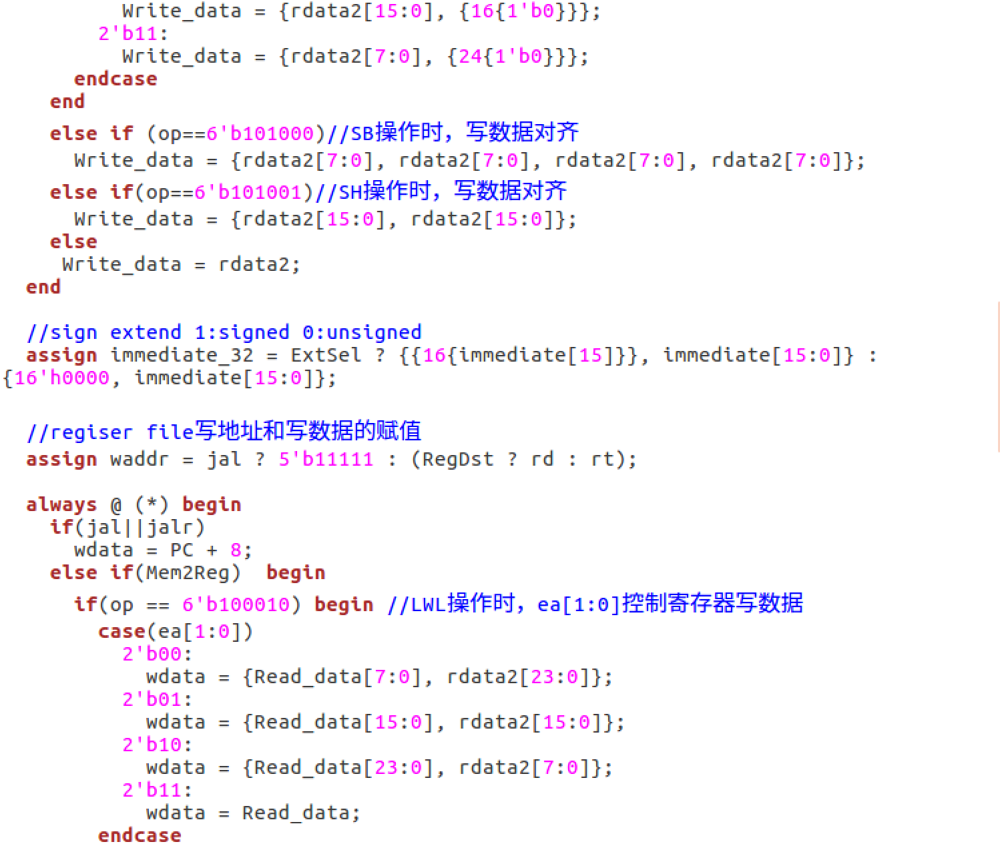 Write_data = {rdata2[15:0], {16{1'b0}}};
2'b11:
Write_data = {rdata2[7:0], {24{1'b0}}};
endcase
end
else if (op==6'b101000)//SB操作时，写数据对齐
Write_data = {rdata2[7:0], rdata2[7:0], rdata2[7:0], rdata2[7:0]};
else if(op==6'b101001)//SH操作时，写数据对齐
Write_data = {rdata2[15:0], rdata2[15:0]};
else
Write_data = rdata2;
end
//sign extend 1:signed 0:unsigned
assign immediate_32 = ExtSel ? {{16{immediate[15]}}, immediate[15:0]} :
{16'h0000, immediate[15:0]};
//regiser file写地址和写数据的赋值
assign waddr = jal ? 5'b11111 : (RegDst ? rd : rt);
always @ (*) begin
if(jal||jalr)
wdata = PC + 8;
else if(Mem2Reg)  begin
if(op == 6'b100010) begin //LWL操作时，ea[1:0]控制寄存器写数据
case(ea[1:0])
2'b00:
wdata = {Read_data[7:0], rdata2[23:0]};
2'b01:
wdata = {Read_data[15:0], rdata2[15:0]};
2'b10:
wdata = {Read_data[23:0], rdata2[7:0]};
2'b11:
wdata = Read_data;
endcase